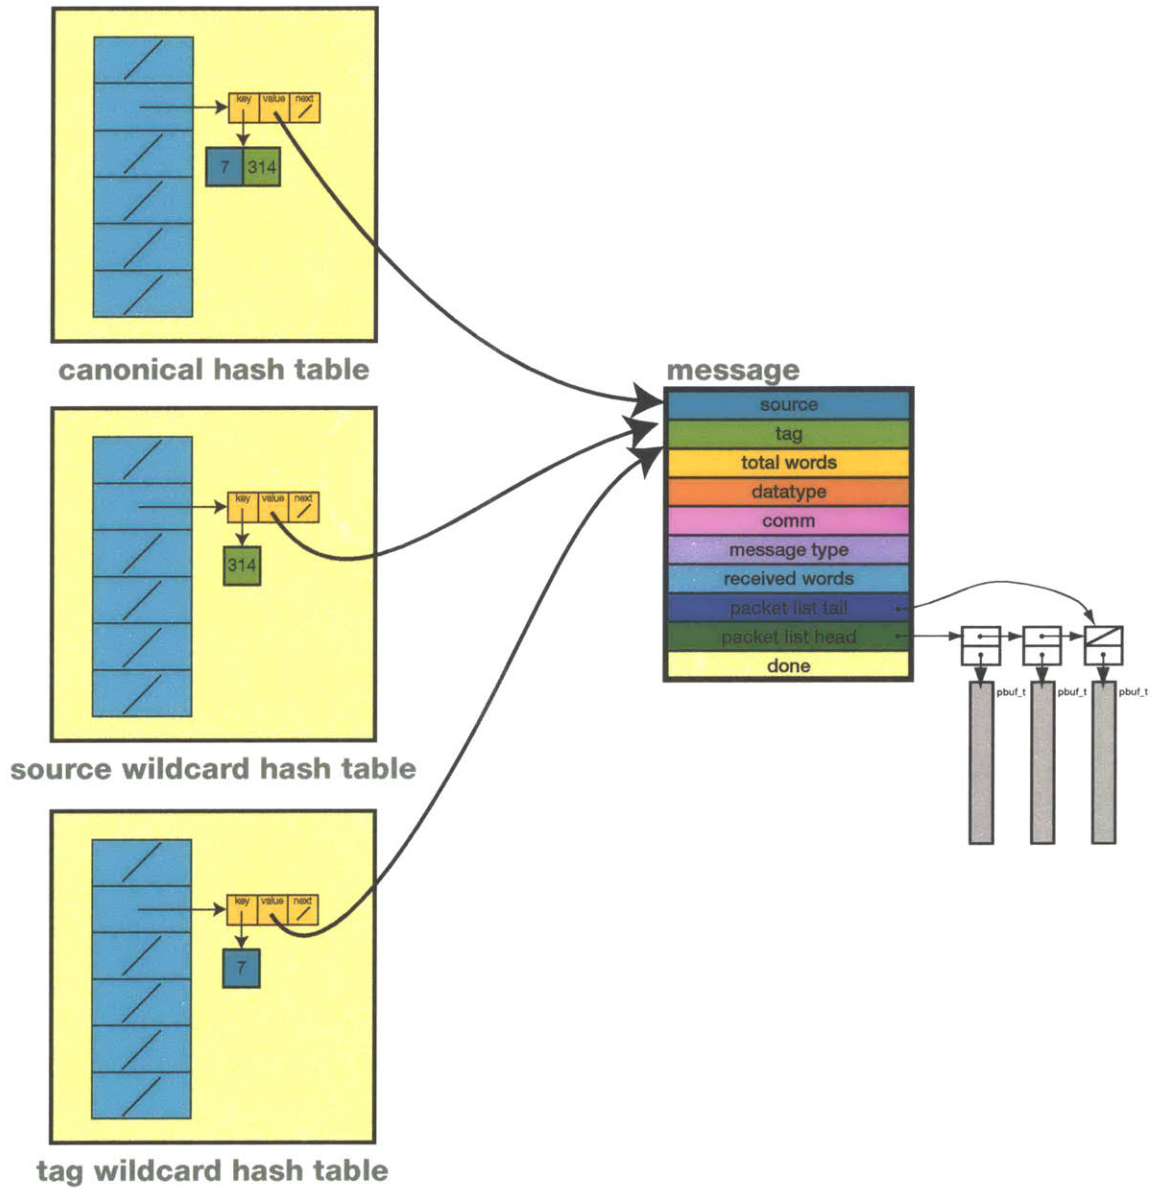 key value next
7 314
canonical hash table
message
source
tag
total words
datatype
comm
message type
received words
packet list tail
packet list head
done
pbuf_t pbuf_t pbuf_t
key value next
314
source wildcard hash table
key value next
7
tag wildcard hash table